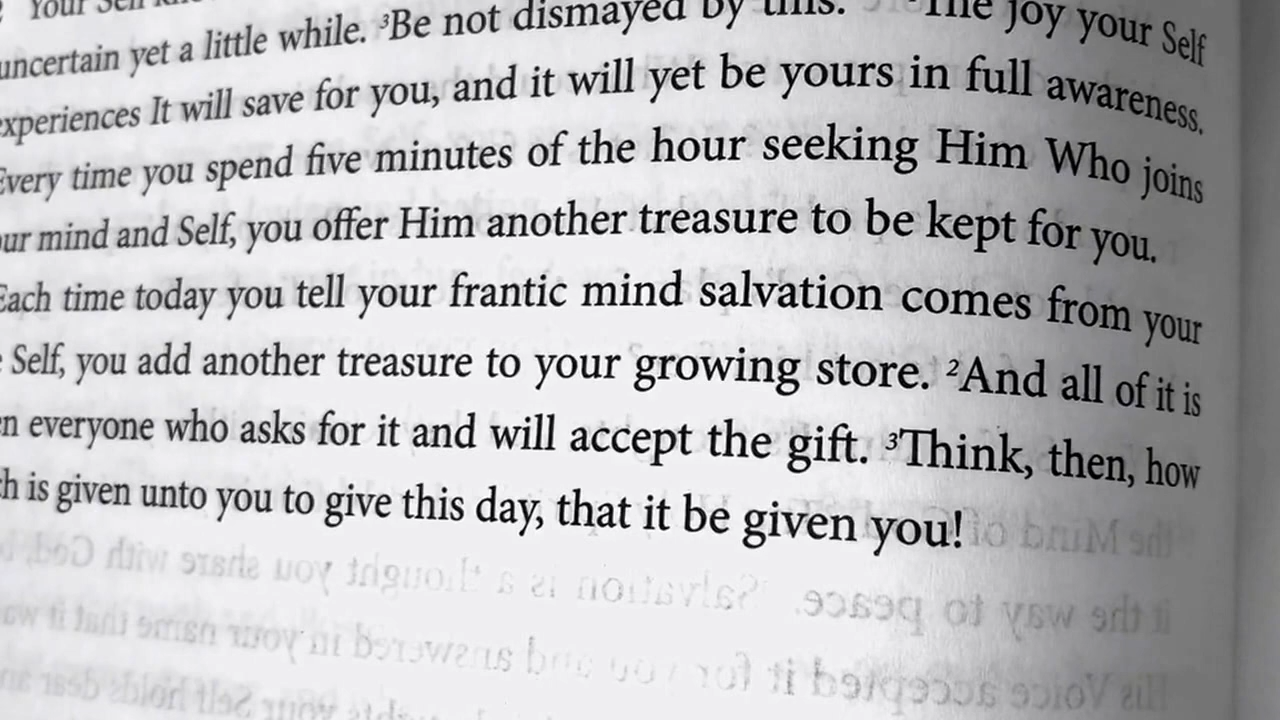 Your Self
uncertain yet a little while. ³Be not dismayed by this. The joy your Self
experiences It will save for you, and it will yet be yours in full awareness.
Every time you spend five minutes of the hour seeking Him Who joins
our mind and Self, you offer Him another treasure to be kept for you.
Each time today you tell your frantic mind salvation comes from your
Self, you add another treasure to your growing store. ²And all of it is
en everyone who asks for it and will accept the gift. ³Think, then, how
ch is given unto you to give this day, that it be given you!